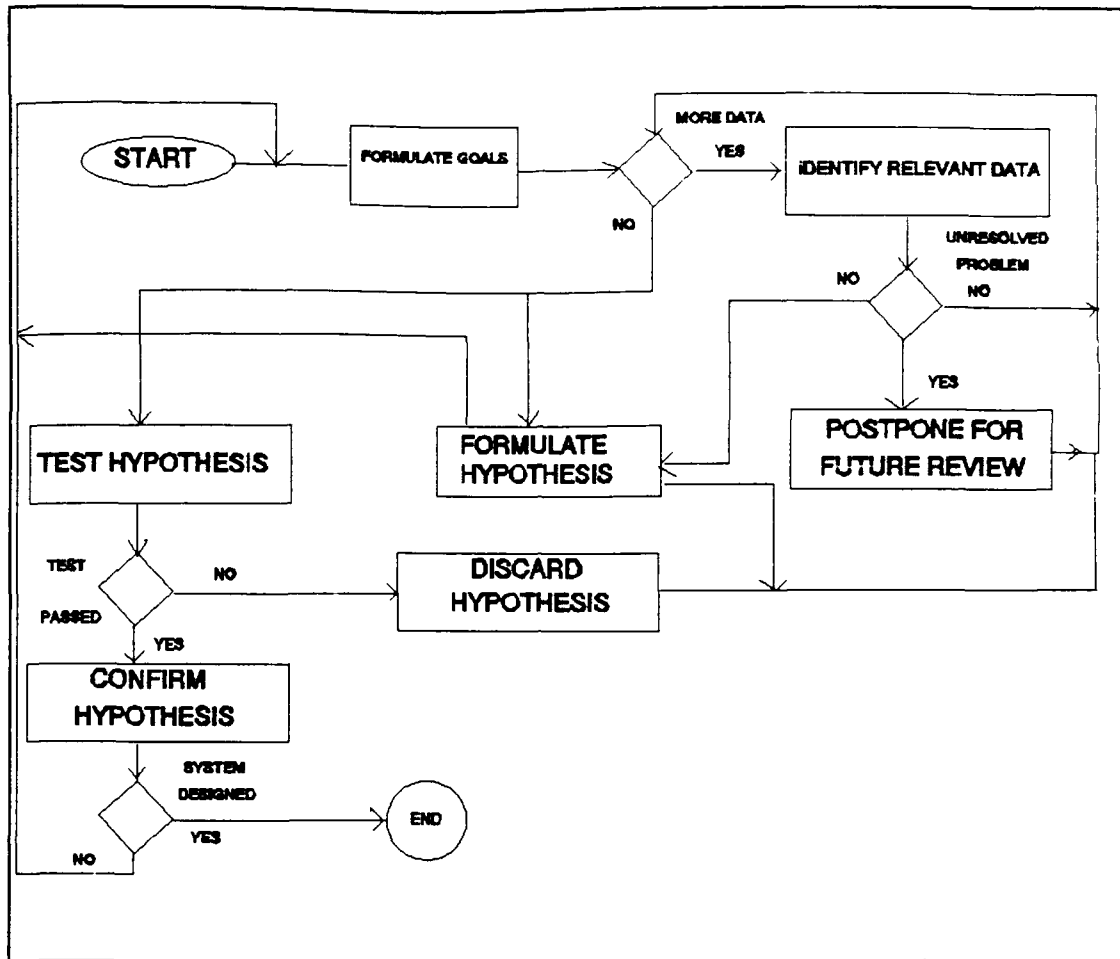 MORE DATA
START
FORMULATE GOALS
YES
iDENTIFY RELEVANT DATA
NO
UNRESOLVED
PROBLEM
NO
NO
YES
TEST HYPOTHESIS
FORMULATE
HYPOTHESIS
POSTPONE FOR
FUTURE REVIEW
TEST
PASSED
NO
YES
DISCARD
HYPOTHESIS
CONFIRM
HYPOTHESIS
SYSTEM
DESIGNED
YES
NO
END